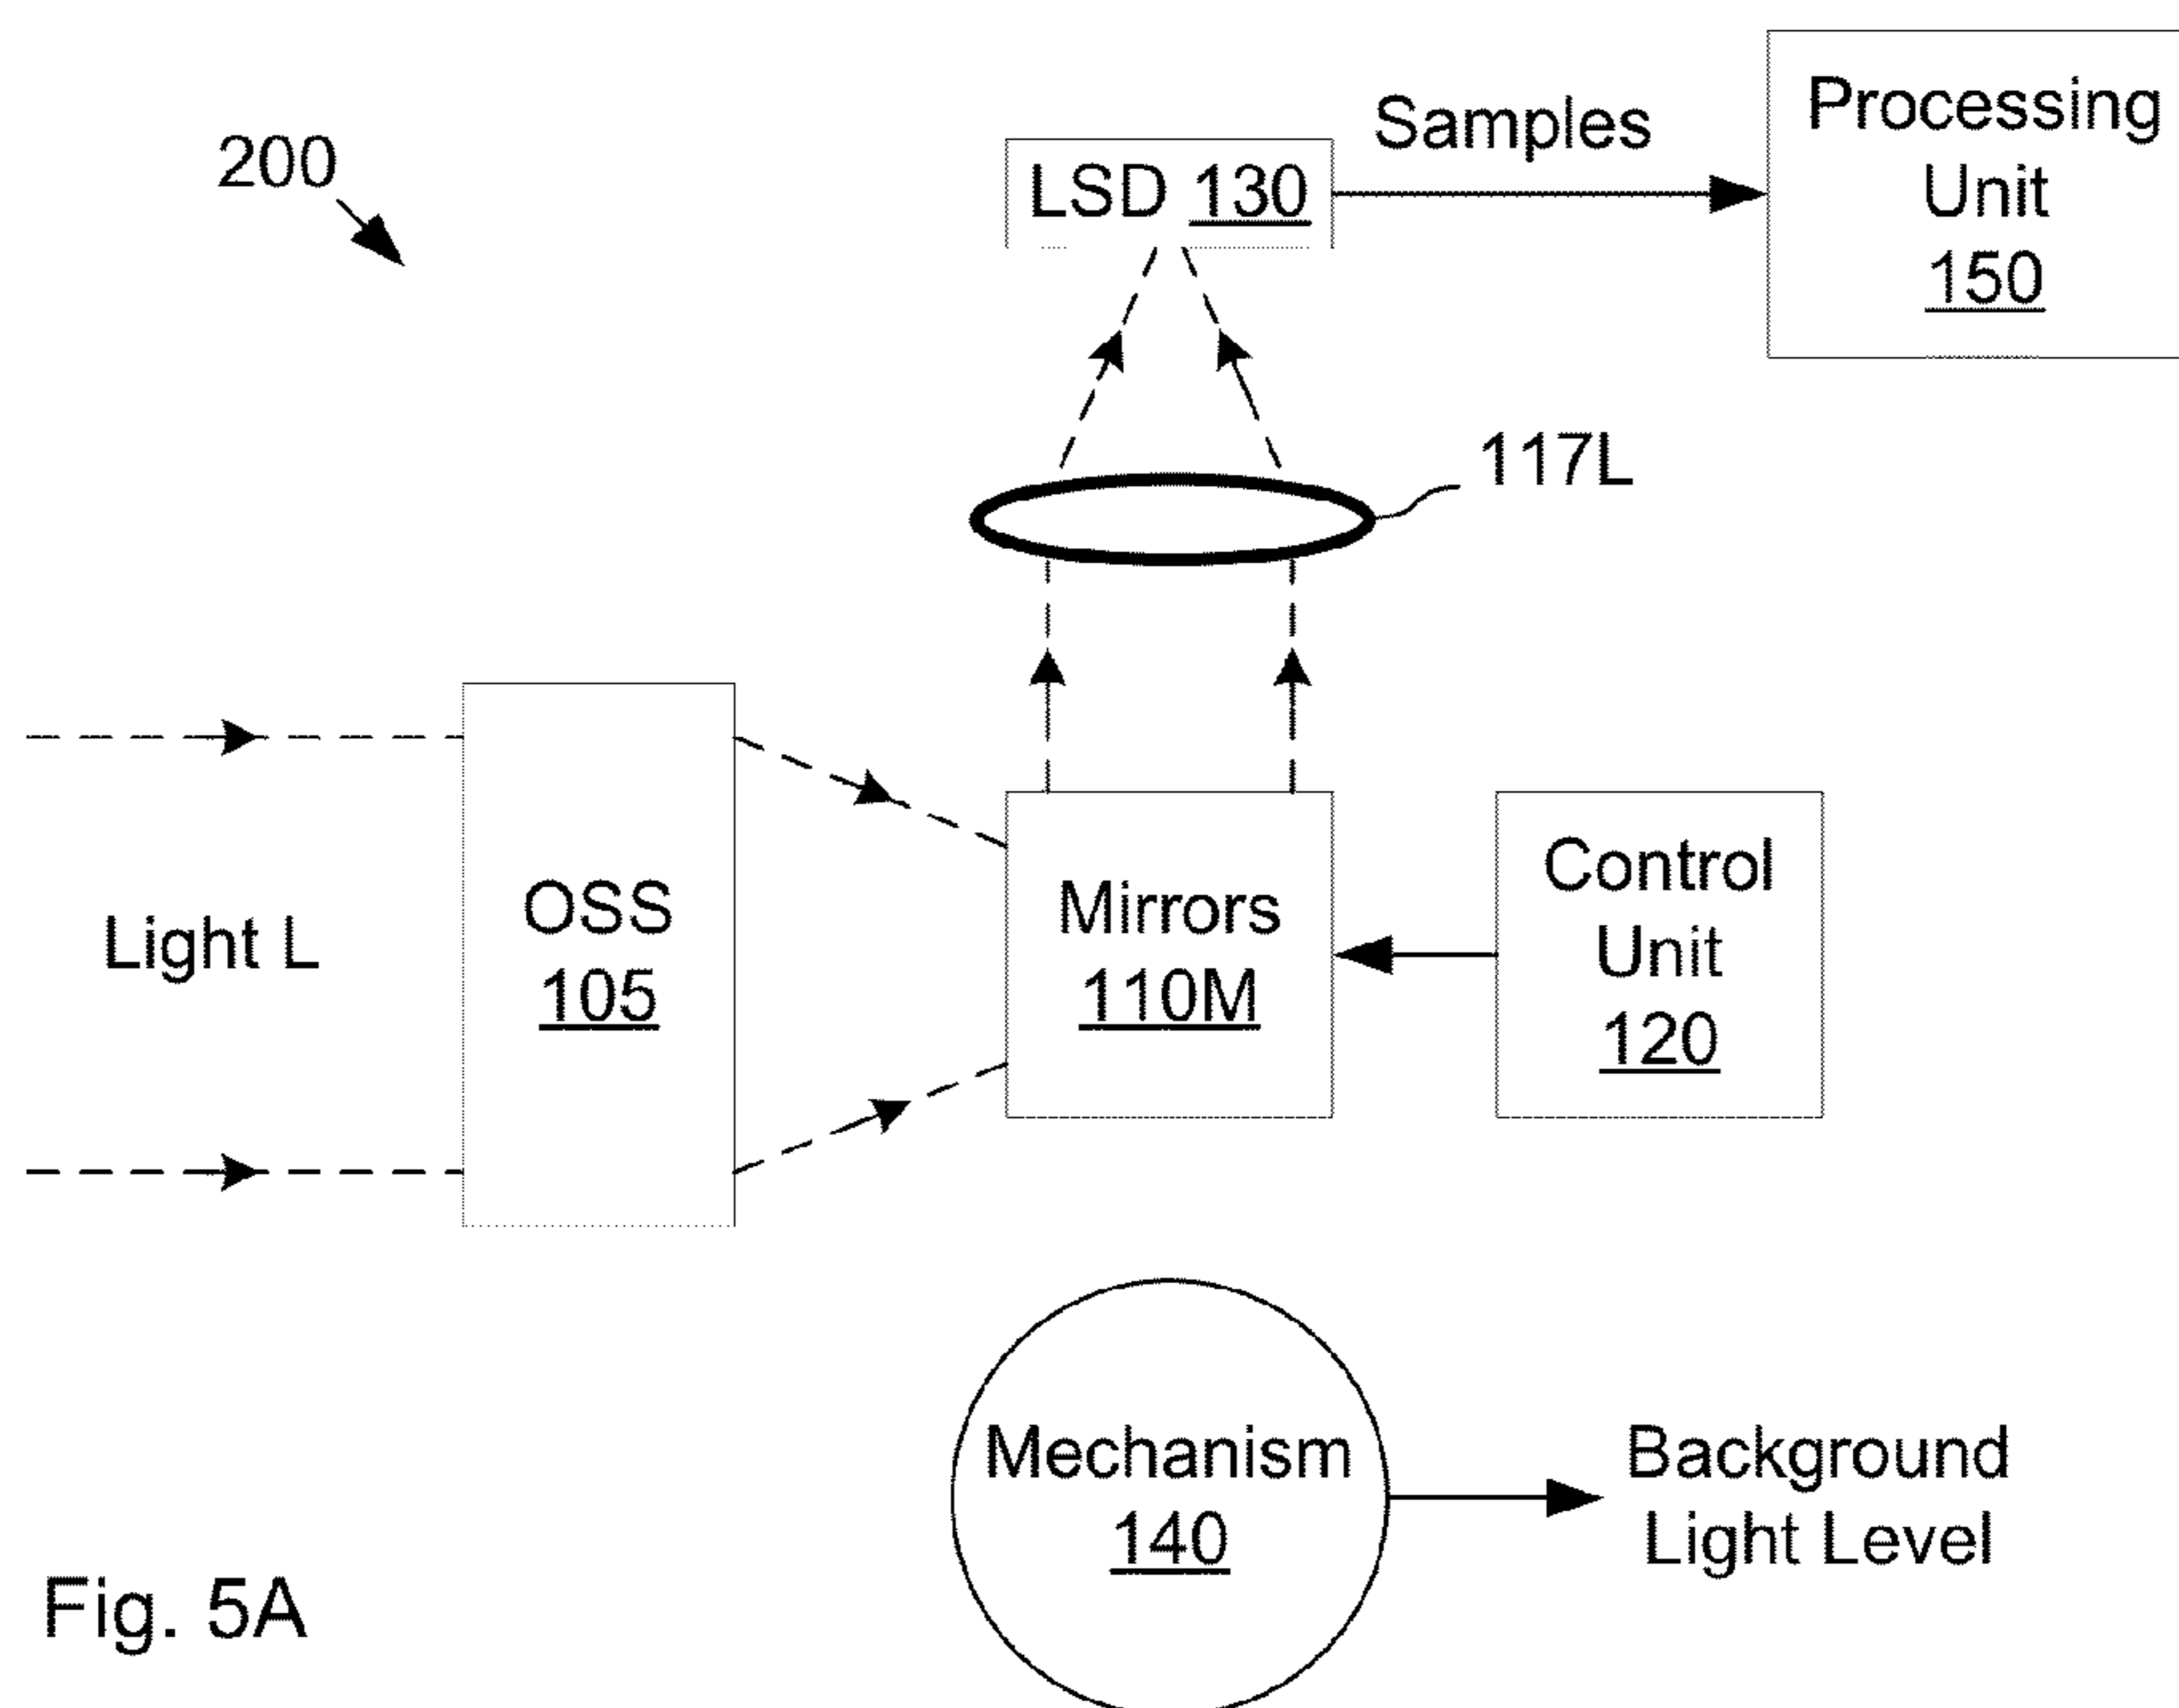 200
LSD 130
Samples
Processing
Unit
150
117L
Light L
OSS
105
Mirrors
110M
Control
Unit
120
Mechanism
140
Background
Light Level
Fig. 5A